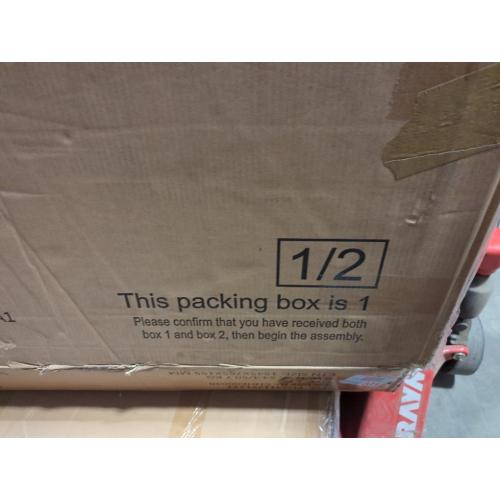 1/2
This packing box is 1
Please confirm that you have received both
box 1 and box 2, then begin the assembly.
RAYM